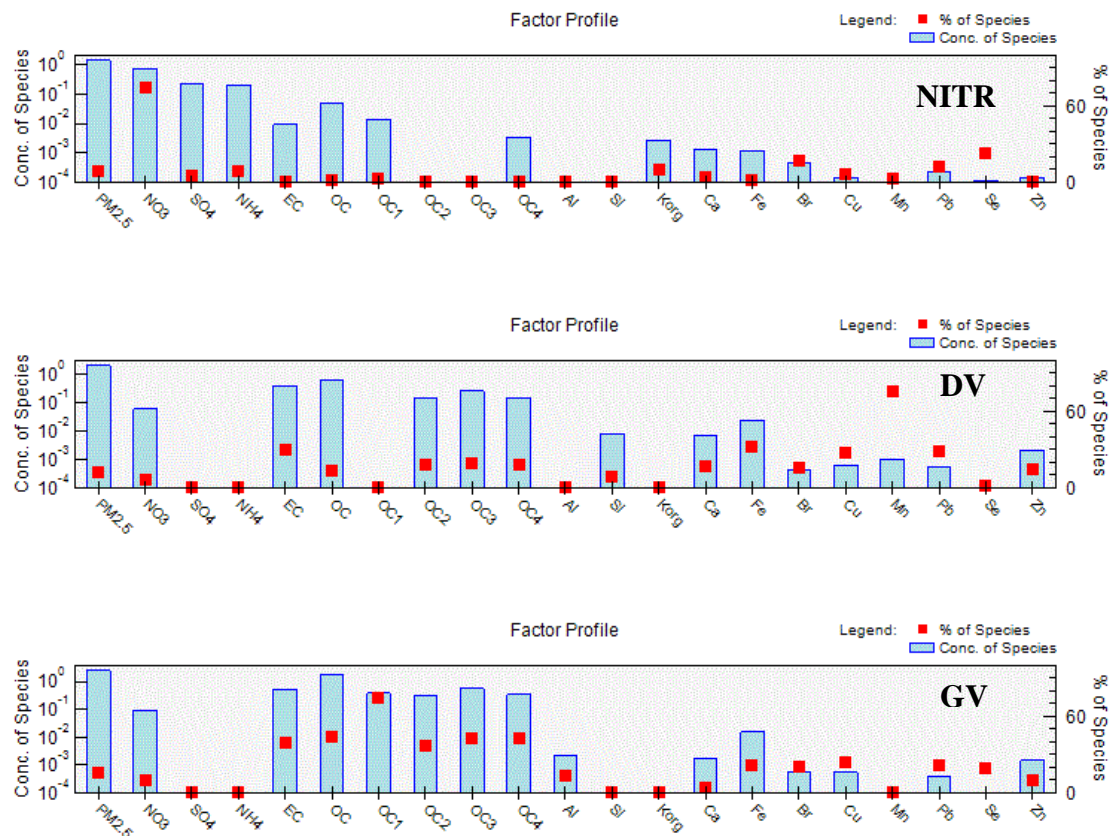 Factor Profile
Legend: % of Species
Conc. of Species
Conc. of Species
10^0
10^-1
10^-2
10^-3
10^-4
NITR
60
0
% of Species
PM2.5 NO3 SO4 NH4 EC OC OC1 OC2 OC3 OC4 Al Si Korg Ca Fe Br Cu Mn Pb Se Zn
Factor Profile
Legend: % of Species
Conc. of Species
Conc. of Species
10^0
10^-1
10^-2
10^-3
10^-4
DV
60
0
% of Species
PM2.5 NO3 SO4 NH4 EC OC OC1 OC2 OC3 OC4 Al Si Korg Ca Fe Br Cu Mn Pb Se Zn
Factor Profile
Legend: % of Species
Conc. of Species
Conc. of Species
10^0
10^-1
10^-2
10^-3
10^-4
GV
60
0
% of Species
PM2.5 NO3 SO4 NH4 EC OC OC1 OC2 OC3 OC4 Al Si Korg Ca Fe Br Cu Mn Pb Se Zn